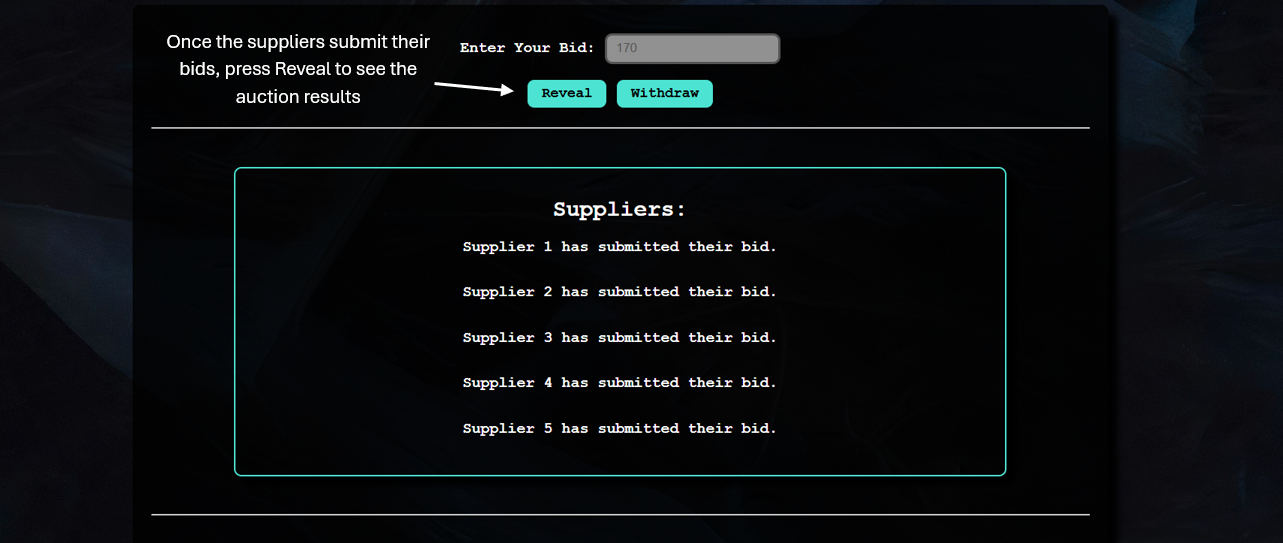 Once the suppliers submit their
bids, press Reveal to see the
auction results
Enter Your Bid: 170
Reveal Withdraw
Suppliers:
Supplier 1 has submitted their bid.
Supplier 2 has submitted their bid.
Supplier 3 has submitted their bid.
Supplier 4 has submitted their bid.
Supplier 5 has submitted their bid.